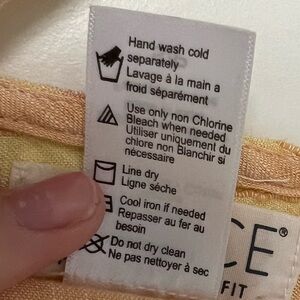 Hand wash cold
separately
Lavage à la main a
froid séparément
Use only non Chlorine
Bleach when needed
Utiliser uniquement du
chlore non Blanchir si
nécessaire
Line dry
Ligne séche
Cool iron if needed
Repasser au fer au
besoin
Do not dry clean
Ne pas nettoyer à sec
CE®
FIT